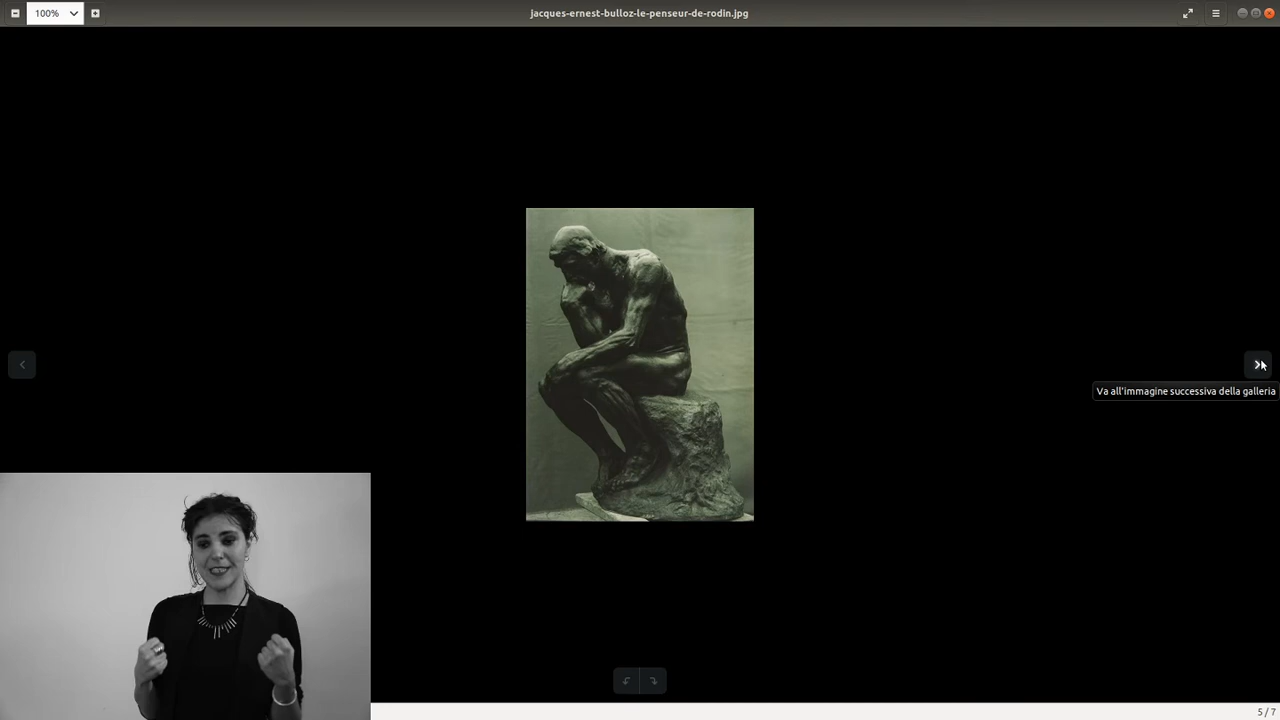 100%
jacques-ernest-bulloz-le-penseur-de-rodin.jpg
Va all'immagine successiva della galleria
5 / 7